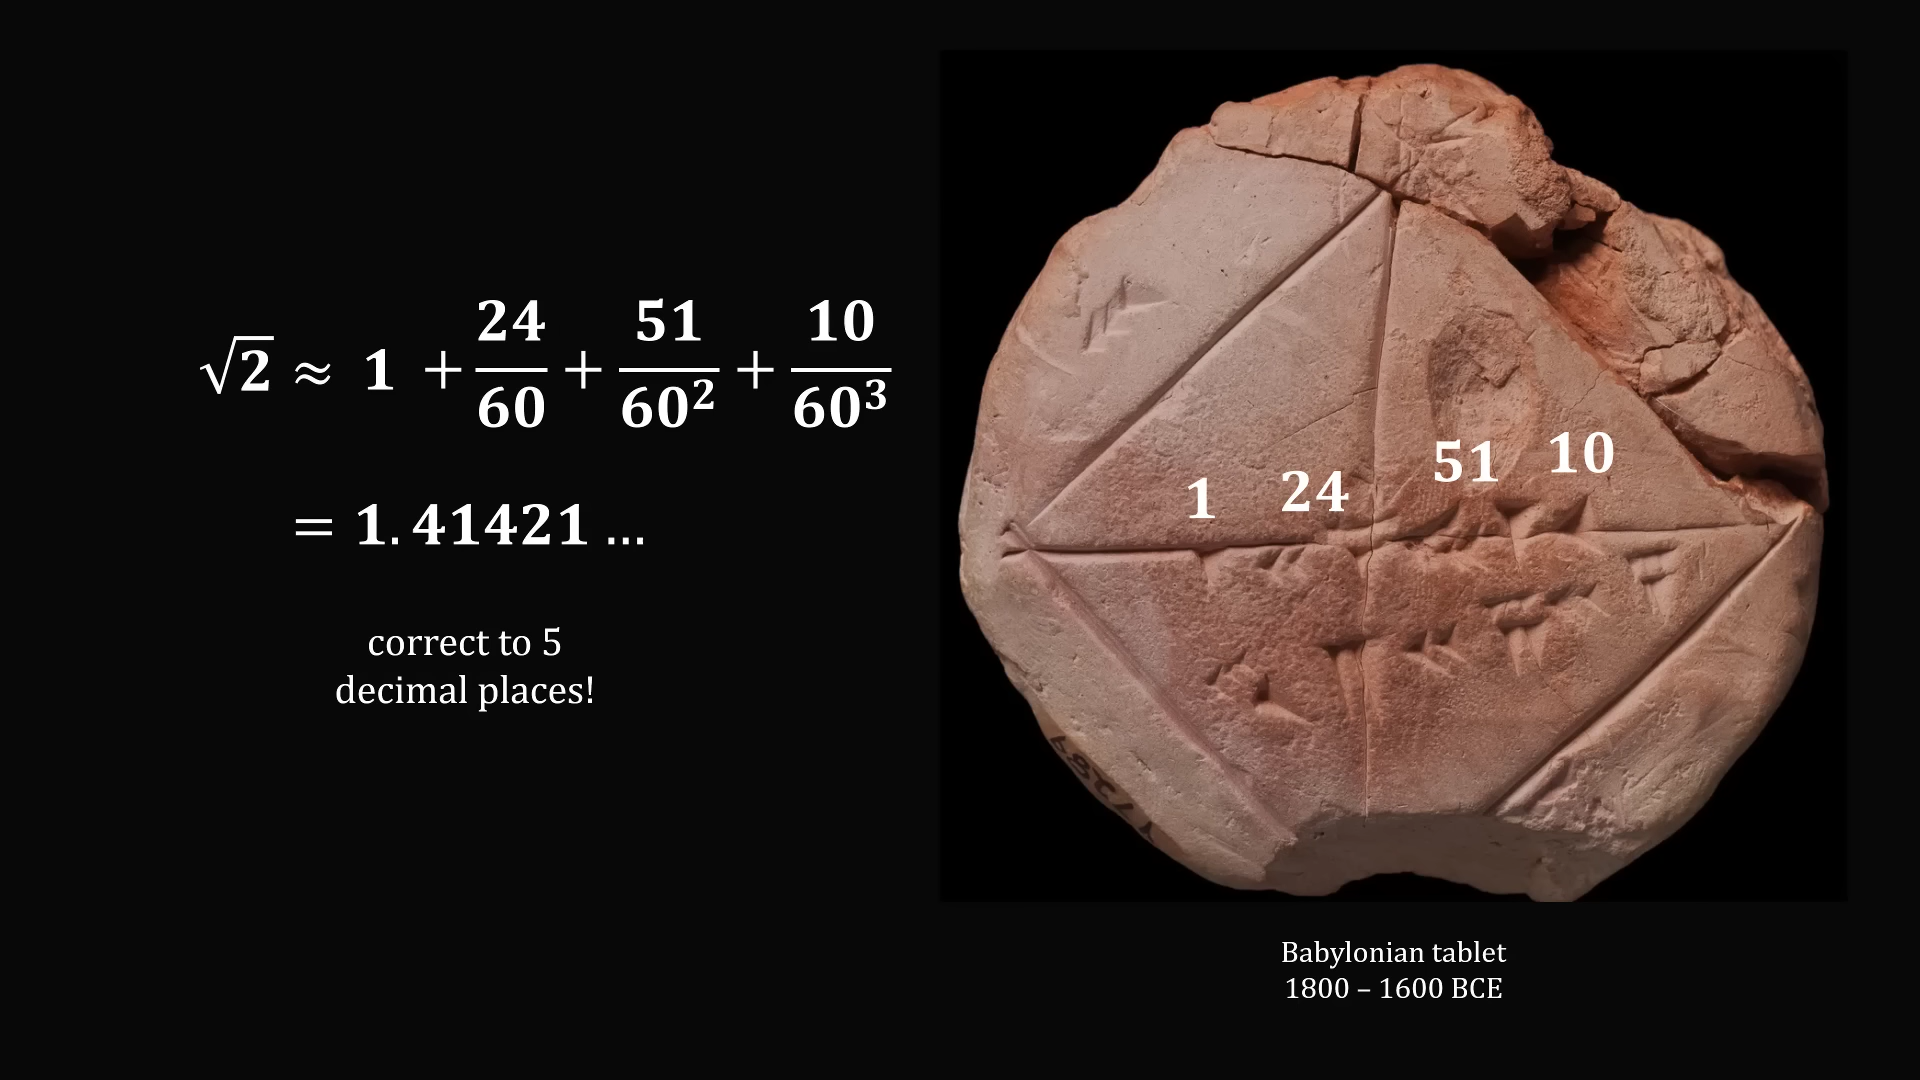 √2 ≈ 1 + 24/60 + 51/60² + 10/60³
= 1.41421...
correct to 5
decimal places!
1 24 51 10
7289
Babylonian tablet
1800 – 1600 BCE